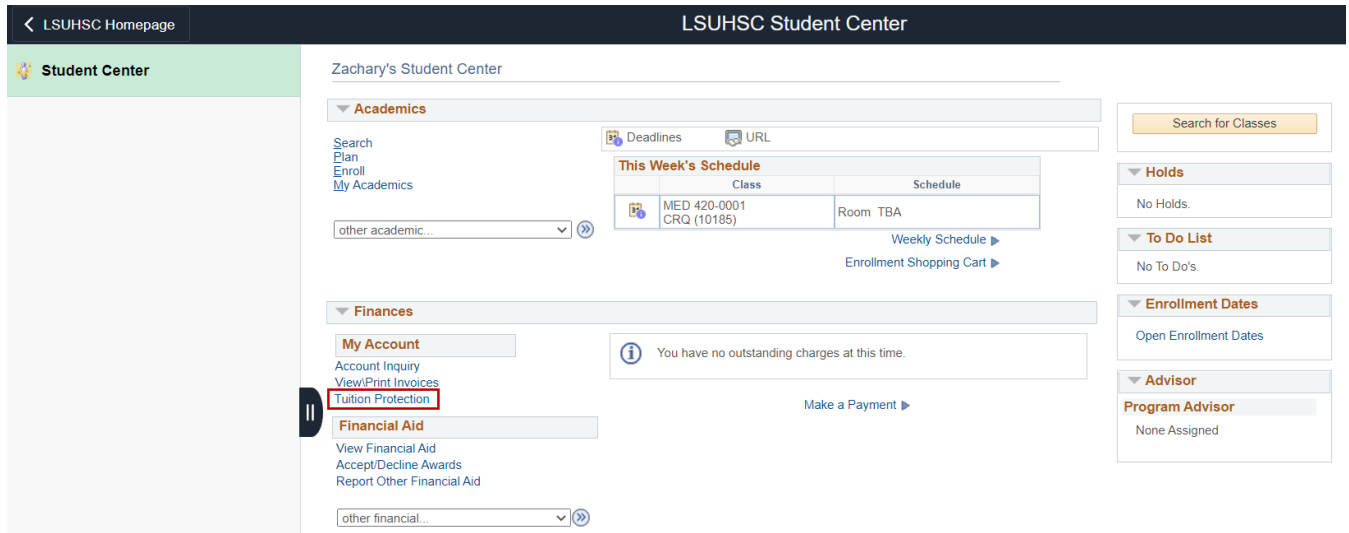 LSUHSC Homepage
LSUHSC Student Center
Student Center
Zachary's Student Center
Academics
Search
Plan
Enroll
My Academics
other academic...
Deadlines
URL
This Week's Schedule
Class
Schedule
MED 420-0001
CRQ (10185)
Room TBA
Weekly Schedule
Enrollment Shopping Cart
Finances
My Account
Account Inquiry
View\Print Invoices
Tuition Protection
You have no outstanding charges at this time.
Make a Payment
Financial Aid
View Financial Aid
Accept/Decline Awards
Report Other Financial Aid
other financial...
Search for Classes
Holds
No Holds.
To Do List
No To Do's.
Enrollment Dates
Open Enrollment Dates
Advisor
Program Advisor
None Assigned